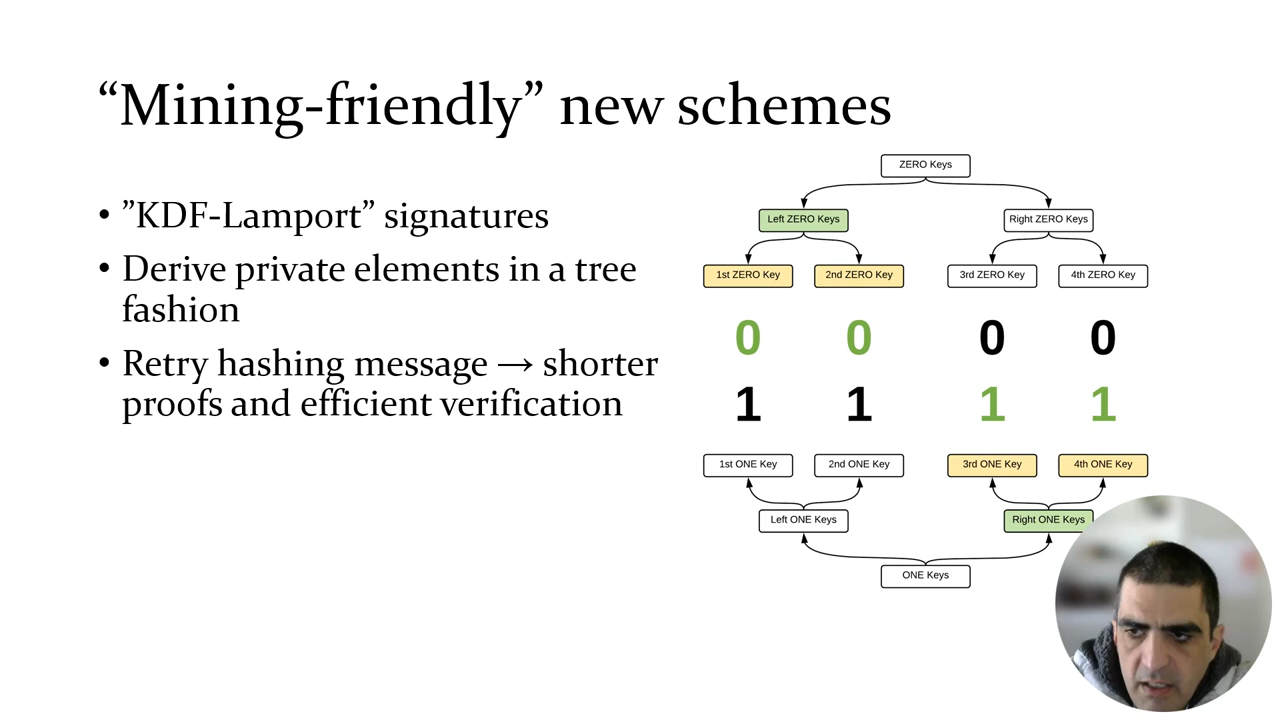 “Mining-friendly” new schemes
• ”KDF-Lamport” signatures
• Derive private elements in a tree
fashion
• Retry hashing message → shorter
proofs and efficient verification
ZERO Keys
Left ZERO Keys
Right ZERO Keys
1st ZERO Key
2nd ZERO Key
3rd ZERO Key
4th ZERO Key
0 0 0 0
1 1 1 1
1st ONE Key
2nd ONE Key
3rd ONE Key
4th ONE Key
Left ONE Keys
Right ONE Keys
ONE Keys